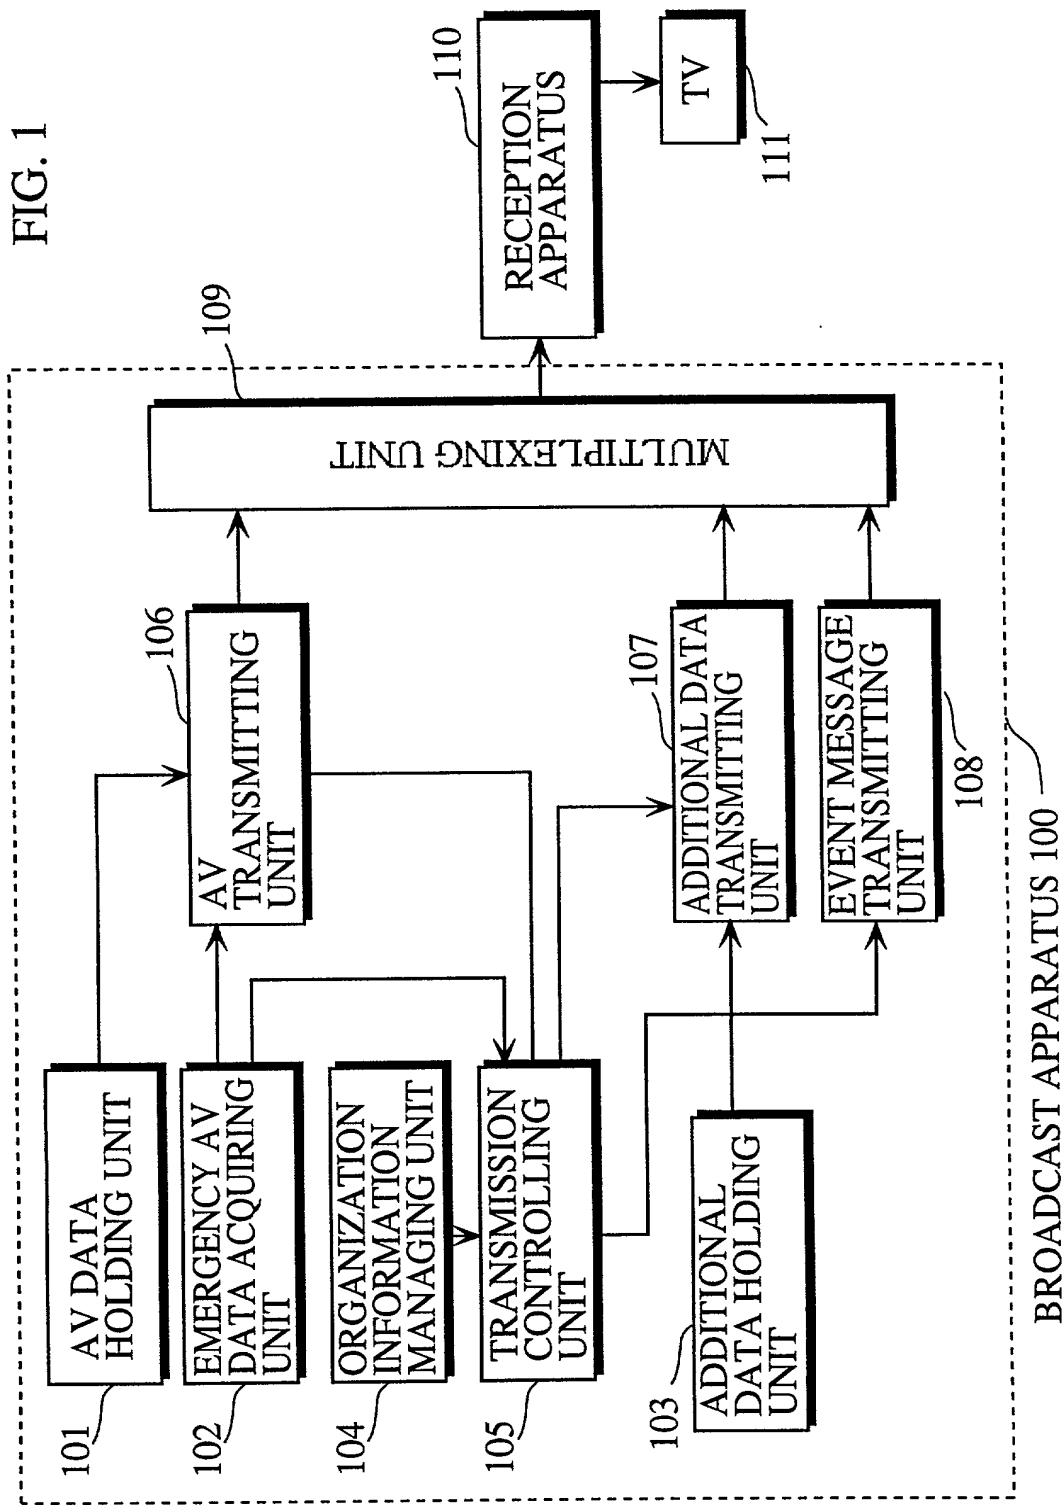 FIG. 1
101
AV DATA
HOLDING UNIT
102
EMERGENCY AV
DATA ACQUIRING
UNIT
104
ORGANIZATION
INFORMATION
MANAGING UNIT
105
TRANSMISSION
CONTROLLING
UNIT
103
ADDITIONAL
DATA HOLDING
UNIT
106
AV
TRANSMITTING
UNIT
107
ADDITIONAL DATA
TRANSMITTING
UNIT
EVENT MESSAGE
TRANSMITTING
UNIT
108
109
MULTIPLEXING UNIT
110
RECEPTION
APPARATUS
TV
111
BROADCAST APPARATUS 100